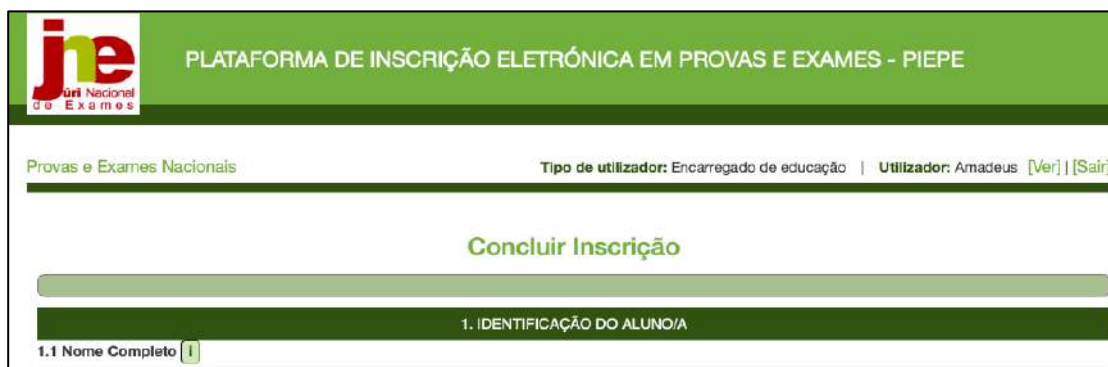 jne
Júri Nacional
de Exames
PLATAFORMA DE INSCRIÇÃO ELETRÓNICA EM PROVAS E EXAMES - PIEPE
Provas e Exames Nacionais
Tipo de utilizador: Encarregado de educação | Utilizador: Amadeus [Ver] | [Sair]
Concluir Inscrição
1. IDENTIFICAÇÃO DO ALUNO/A
1.1 Nome Completo i